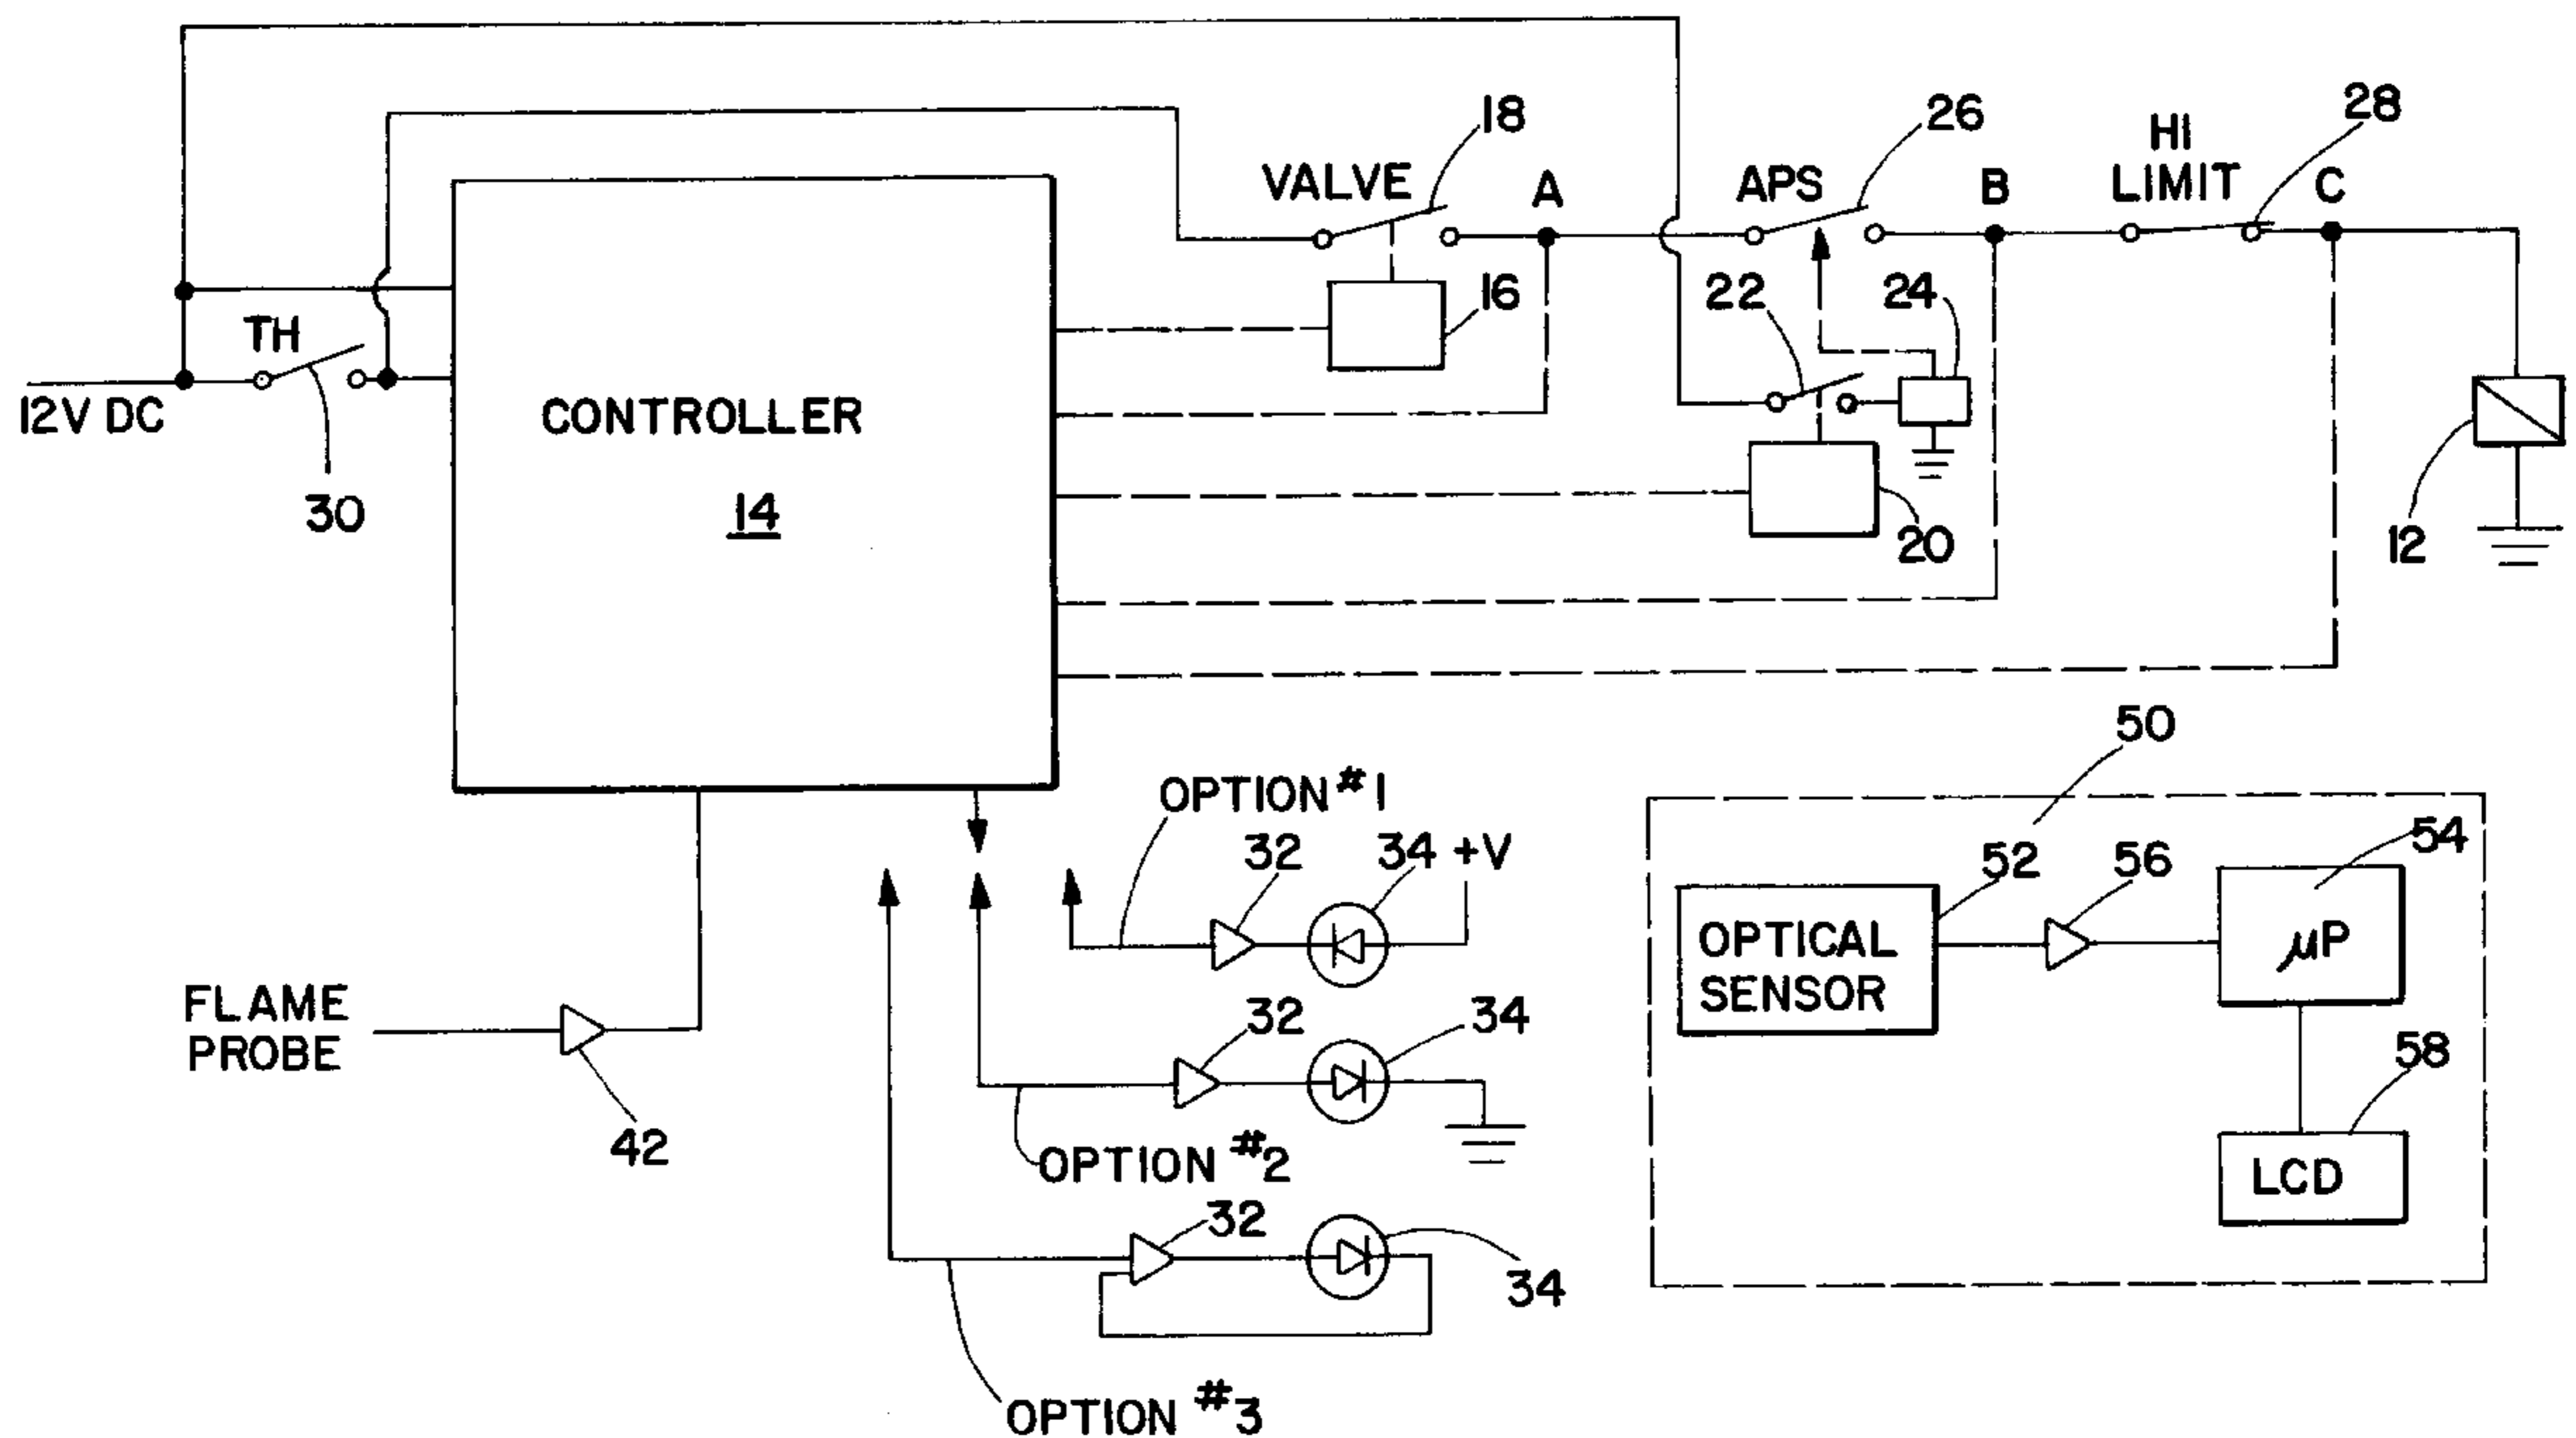 18
26
28
HI
VALVE
A
APS
B
LIMIT
C
16
22
24
TH
12V DC
CONTROLLER
14
30
20
12
50
OPTION #1
32
34
+V
52
56
54
OPTICAL
SENSOR
μP
FLAME
PROBE
32
34
58
42
OPTION #2
LCD
32
34
OPTION #3